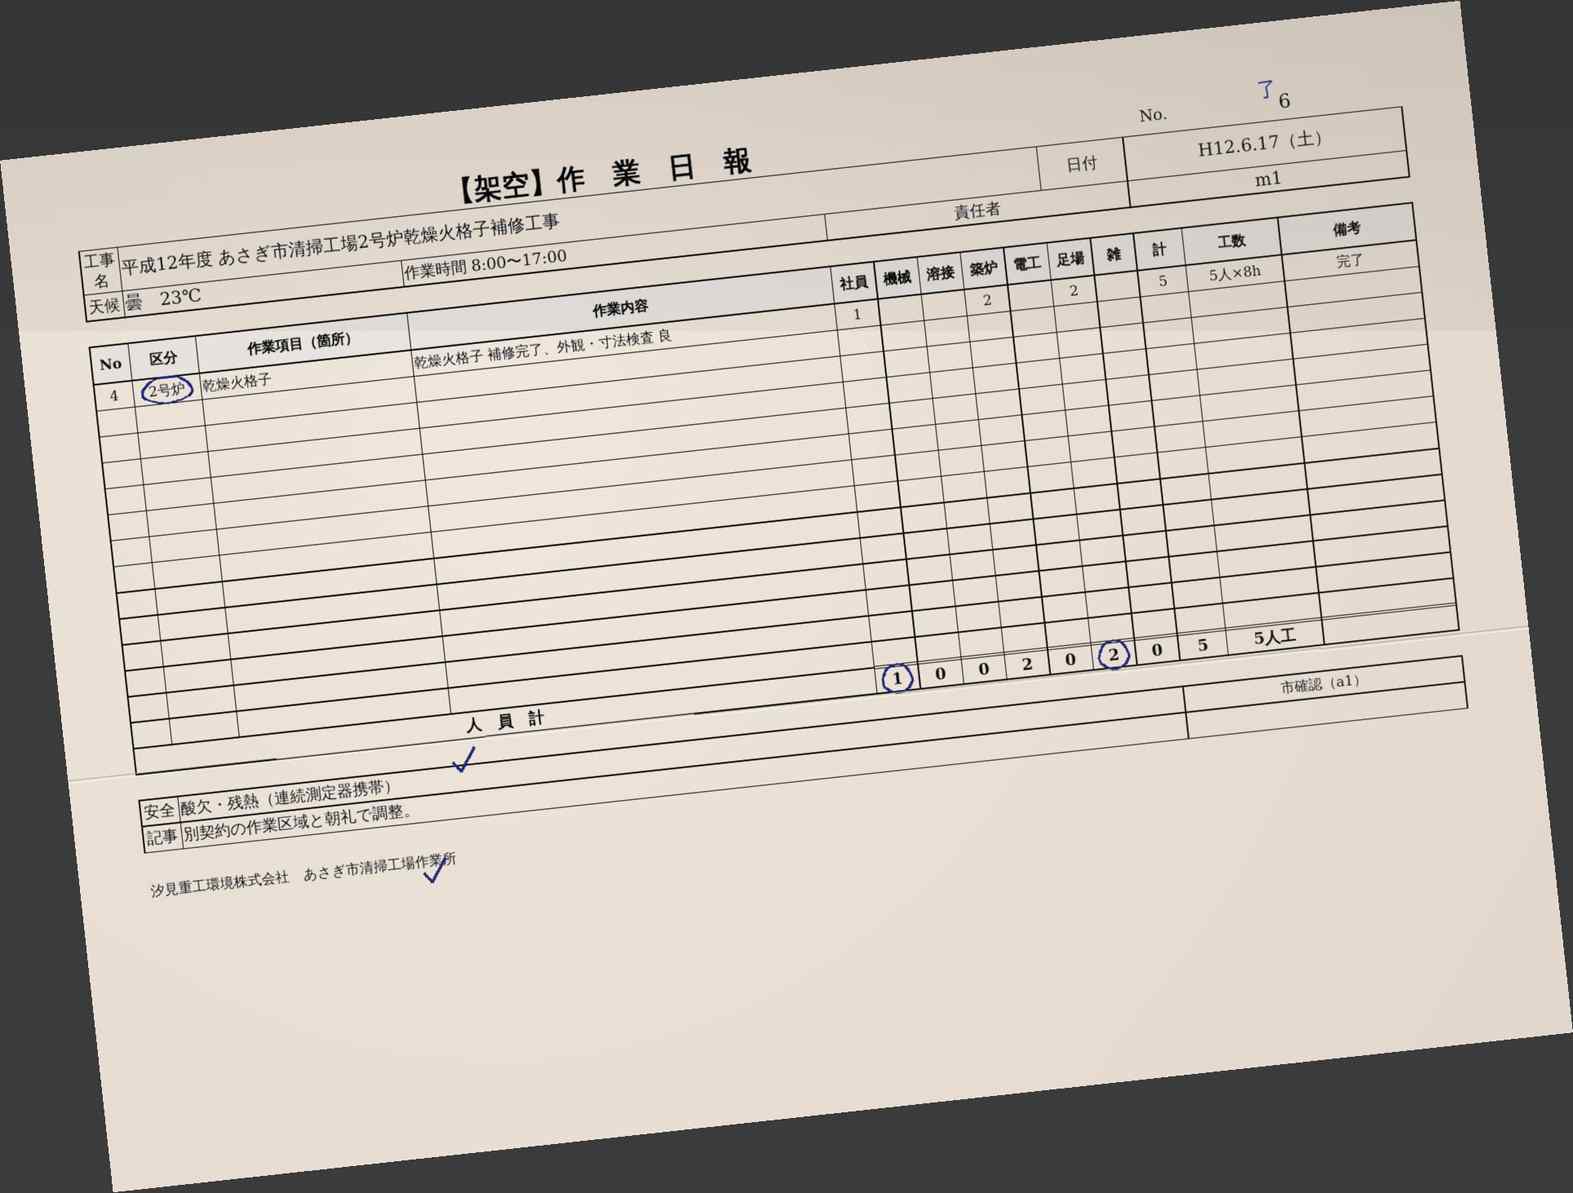 了
No. 6
【架空】作 業 日 報
工事名 平成12年度 あさぎ市清掃工場2号炉乾燥火格子補修工事 日付 H12.6.17（土）
天候 曇 23℃ 作業時間 8:00〜17:00 責任者 m1
No 区分 作業項目（箇所） 作業内容 社員 機械 溶接 築炉 電工 足場 雑 計 工数 備考
4 2号炉 乾燥火格子 乾燥火格子 補修完了、外観・寸法検査 良 1 2 2 5 5人×8h 完了
人 員 計 1 0 0 2 0 2 0 5 5人工
安全 酸欠・残熱（連続測定器携帯） 市確認（a1）
記事 別契約の作業区域と朝礼で調整。
汐見重工環境株式会社 あさぎ市清掃工場作業所